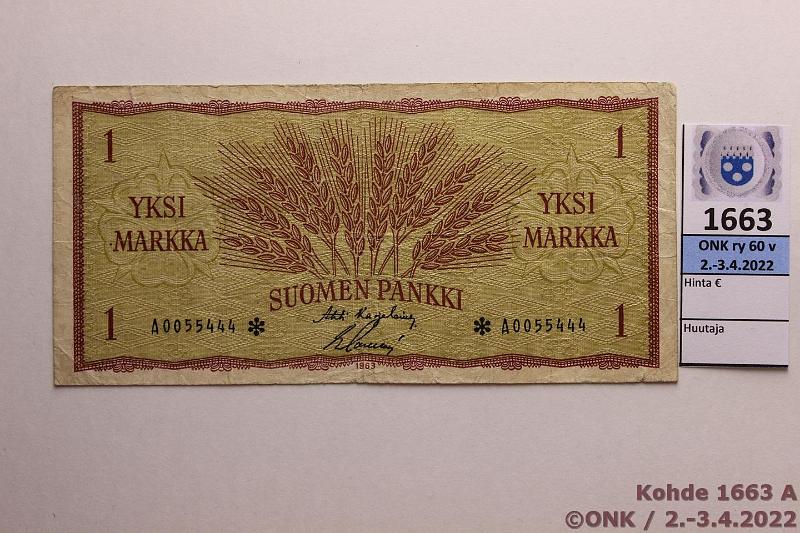 1
1
YKSI
MARKKA
YKSI
MARKKA
SUOMEN PANKKI
1
A0055444 *
* A0055444
1
1963
1663
ONK ry 60 v
2.-3.4.2022
Hinta €
Huutaja
Kohde 1663 A
©ONK / 2.-3.4.2022